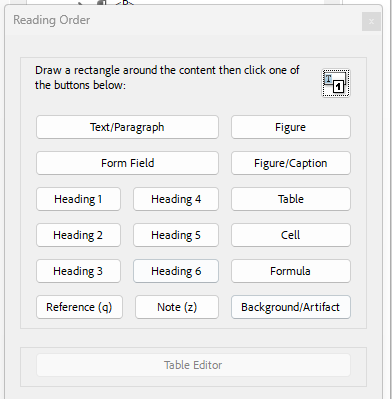 <P>
Reading Order
x
Draw a rectangle around the content then click one of
the buttons below:
1
Text/Paragraph Figure
Form Field Figure/Caption
Heading 1 Heading 4 Table
Heading 2 Heading 5 Cell
Heading 3 Heading 6 Formula
Reference (q) Note (z) Background/Artifact
Table Editor